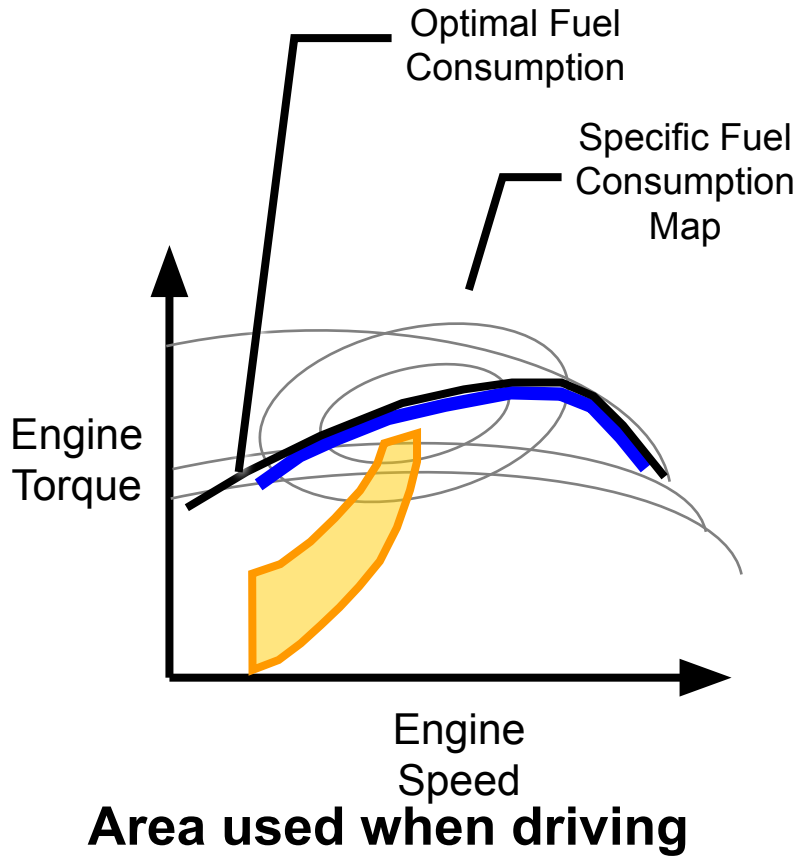 Optimal Fuel
Consumption
Specific Fuel
Consumption
Map
Engine
Torque
Engine
Speed
Area used when driving